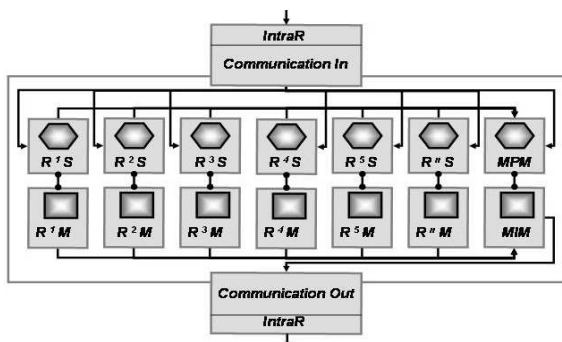 IntraR
Communication In
R¹S R²S R³S R⁴S R⁵S RⁿS MPM
R¹M R²M R³M R⁴M R⁵M RⁿM MIM
Communication Out
IntraR